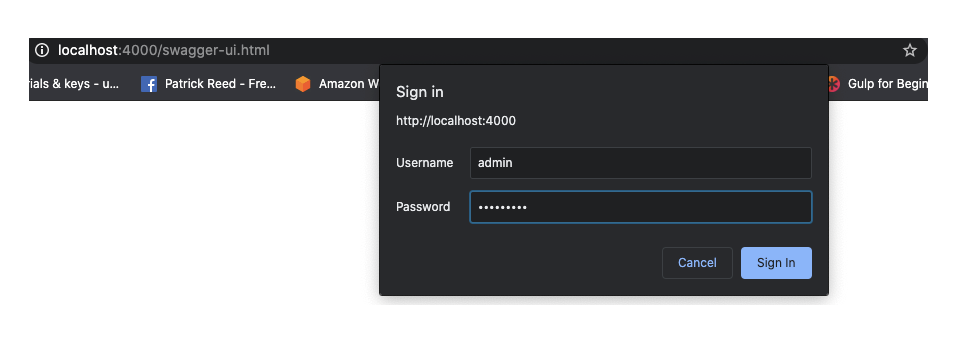 localhost:4000/swagger-ui.html
ials & keys - u... Patrick Reed - Fre... Amazon W Gulp for Begin
Sign in
http://localhost:4000
Username admin
Password •••••••••
Cancel Sign In